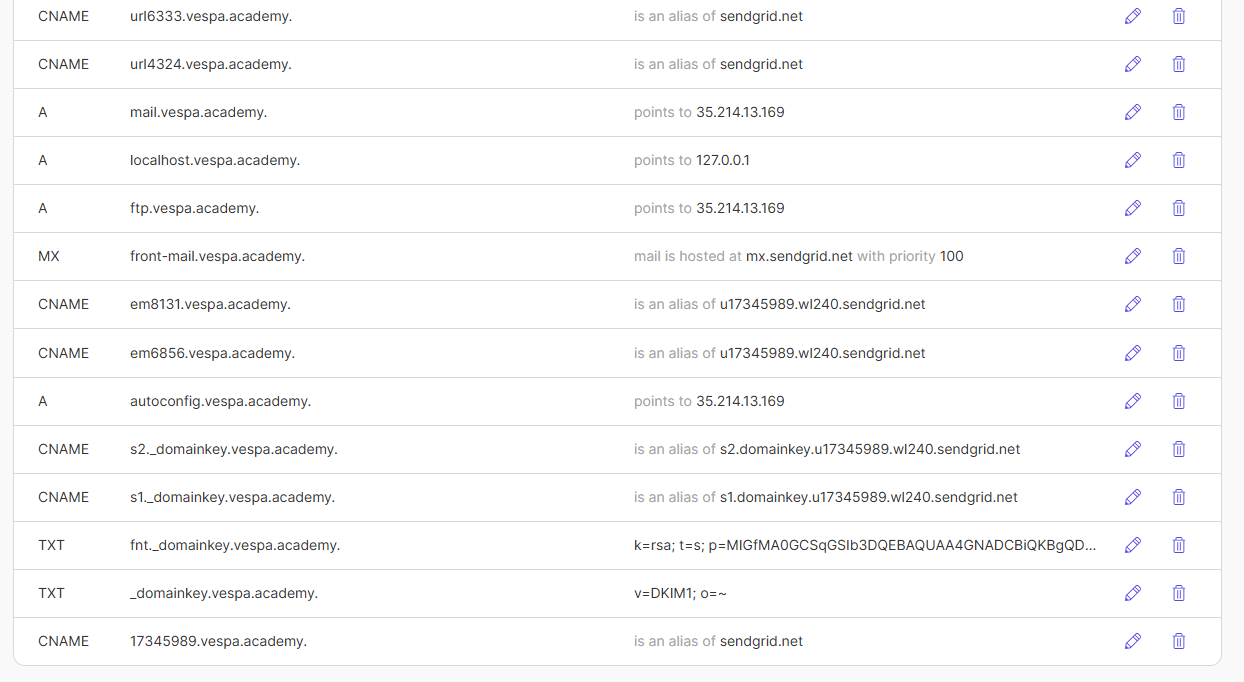 CNAME url6333.vespa.academy. is an alias of sendgrid.net
CNAME url4324.vespa.academy. is an alias of sendgrid.net
A mail.vespa.academy. points to 35.214.13.169
A localhost.vespa.academy. points to 127.0.0.1
A ftp.vespa.academy. points to 35.214.13.169
MX front-mail.vespa.academy. mail is hosted at mx.sendgrid.net with priority 100
CNAME em8131.vespa.academy. is an alias of u17345989.wl240.sendgrid.net
CNAME em6856.vespa.academy. is an alias of u17345989.wl240.sendgrid.net
A autoconfig.vespa.academy. points to 35.214.13.169
CNAME s2._domainkey.vespa.academy. is an alias of s2.domainkey.u17345989.wl240.sendgrid.net
CNAME s1._domainkey.vespa.academy. is an alias of s1.domainkey.u17345989.wl240.sendgrid.net
TXT fnt._domainkey.vespa.academy. k=rsa; t=s; p=MIGfMA0GCSqGSIb3DQEBAQUAA4GNADCBiQKBgQD...
TXT _domainkey.vespa.academy. v=DKIM1; o=~
CNAME 17345989.vespa.academy. is an alias of sendgrid.net